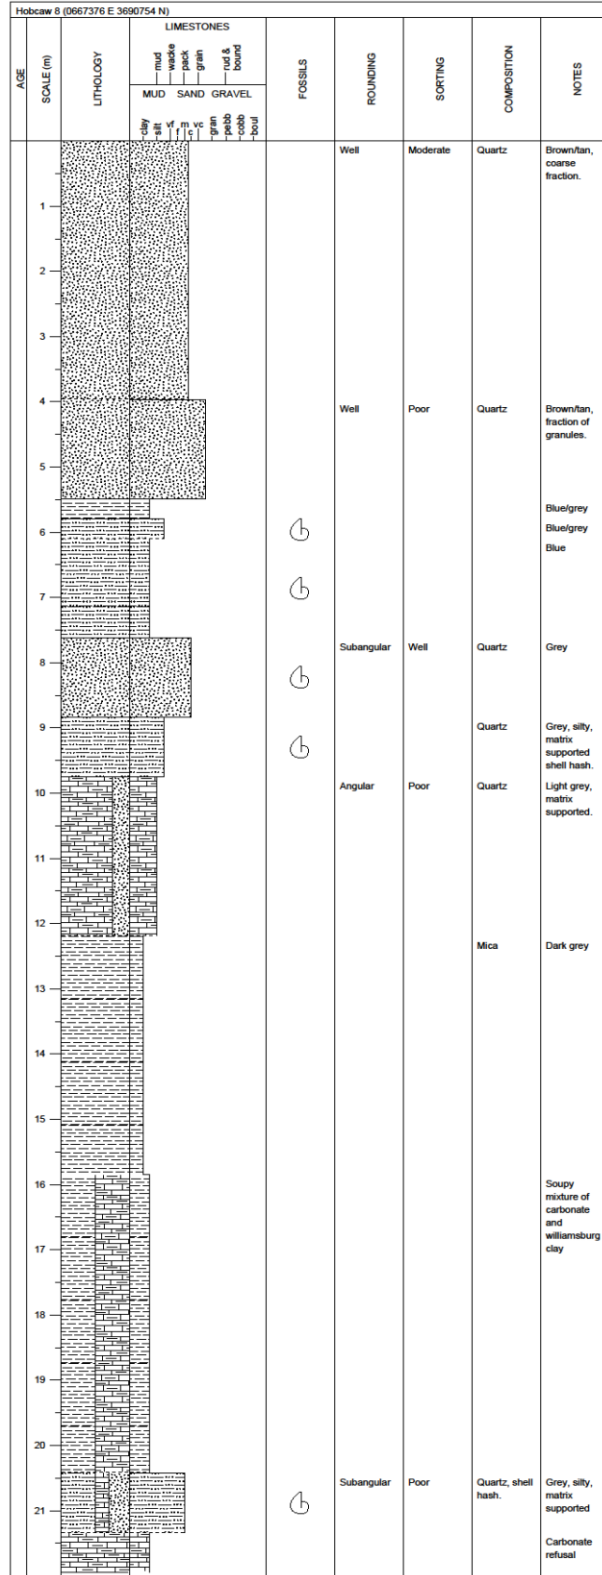 Hobcaw 8 (0667376 E 3690754 N)
LIMESTONES
AGE
SCALE (m)
LITHOLOGY
mud
wacke
pack
grain
rud &
bound
MUD SAND GRAVEL
clay
silt
vf
f
m
c
vc
gran
pebb
cobb
boul
FOSSILS
ROUNDING
SORTING
COMPOSITION
NOTES
Well Moderate Quartz Brown/tan,
coarse
fraction.
1
2
3
4
Well Poor Quartz Brown/tan,
fraction of
granules.
5
Blue/grey
6
Blue/grey
Blue
7
Subangular Well Quartz Grey
8
9
Quartz Grey, silty,
matrix
supported
shell hash.
10
Angular Poor Quartz Light grey,
matrix
supported.
11
12
Mica Dark grey
13
14
15
16
Soupy
mixture of
carbonate
and
williamsburg
clay
17
18
19
20
Subangular Poor Quartz, shell Grey, silty,
hash. matrix
supported
21
Carbonate
refusal